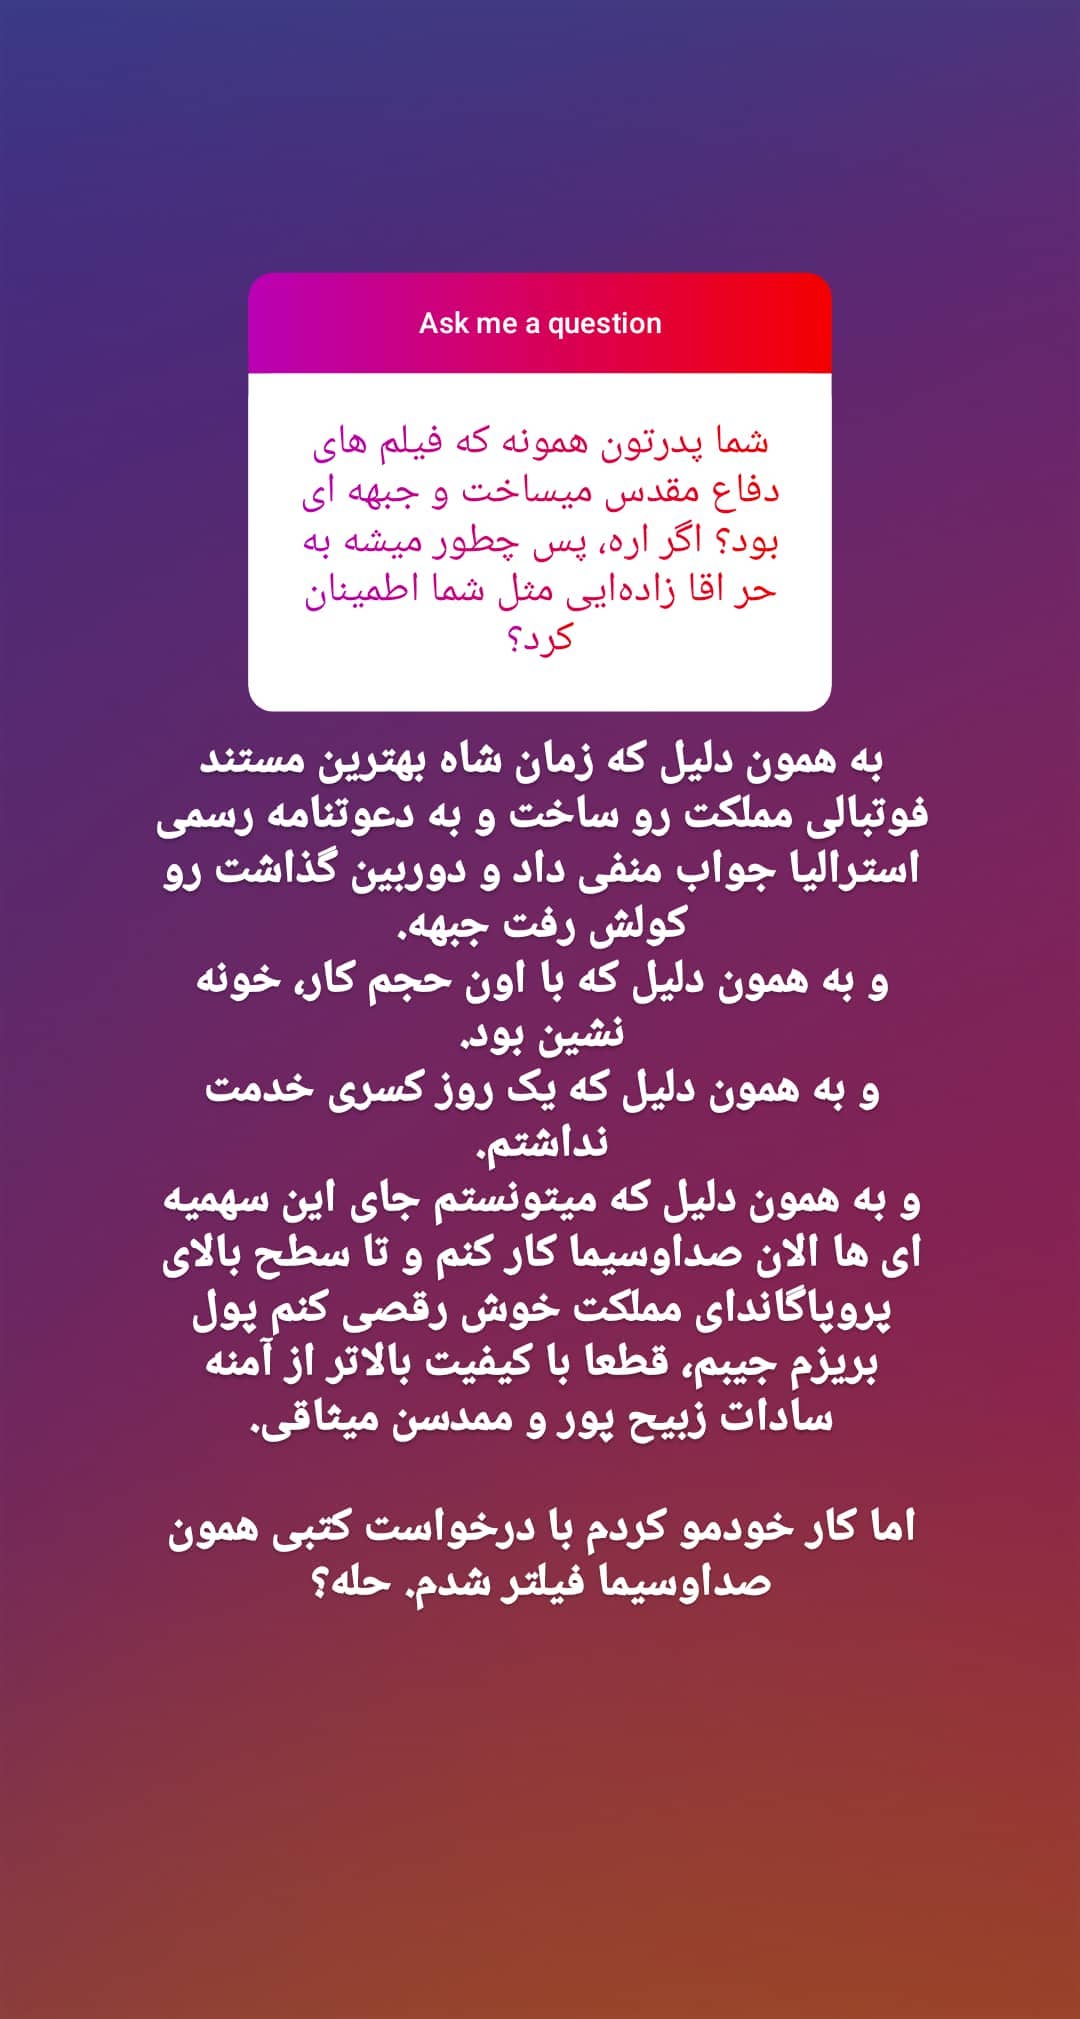 Ask me a question
شما پدرتون همونه که فیلم های
دفاع مقدس میساخت و جبهه ای
بود؟ اگر اره، پس چطور میشه به
حر اقا زاده‌ایی مثل شما اطمینان
کرد؟
به همون دلیل که زمان شاه بهترین مستند
فوتبالی مملکت رو ساخت و به دعوتنامه رسمی
استرالیا جواب منفی داد و دوربین گذاشت رو
کولش رفت جبهه.
و به همون دلیل که با اون حجم کار، خونه
نشین بود.
و به همون دلیل که یک روز کسری خدمت
نداشتم.
و به همون دلیل که میتونستم جای این سهمیه
ای ها الان صداوسیما کار کنم و تا سطح بالای
پروپاگاندای مملکت خوش رقصی کنم پول
بریزم جیبم، قطعا با کیفیت بالاتر از آمنه
سادات زبیح پور و ممدسن میثاقی.
اما کار خودمو کردم با درخواست کتبی همون
صداوسیما فیلتر شدم. حله؟